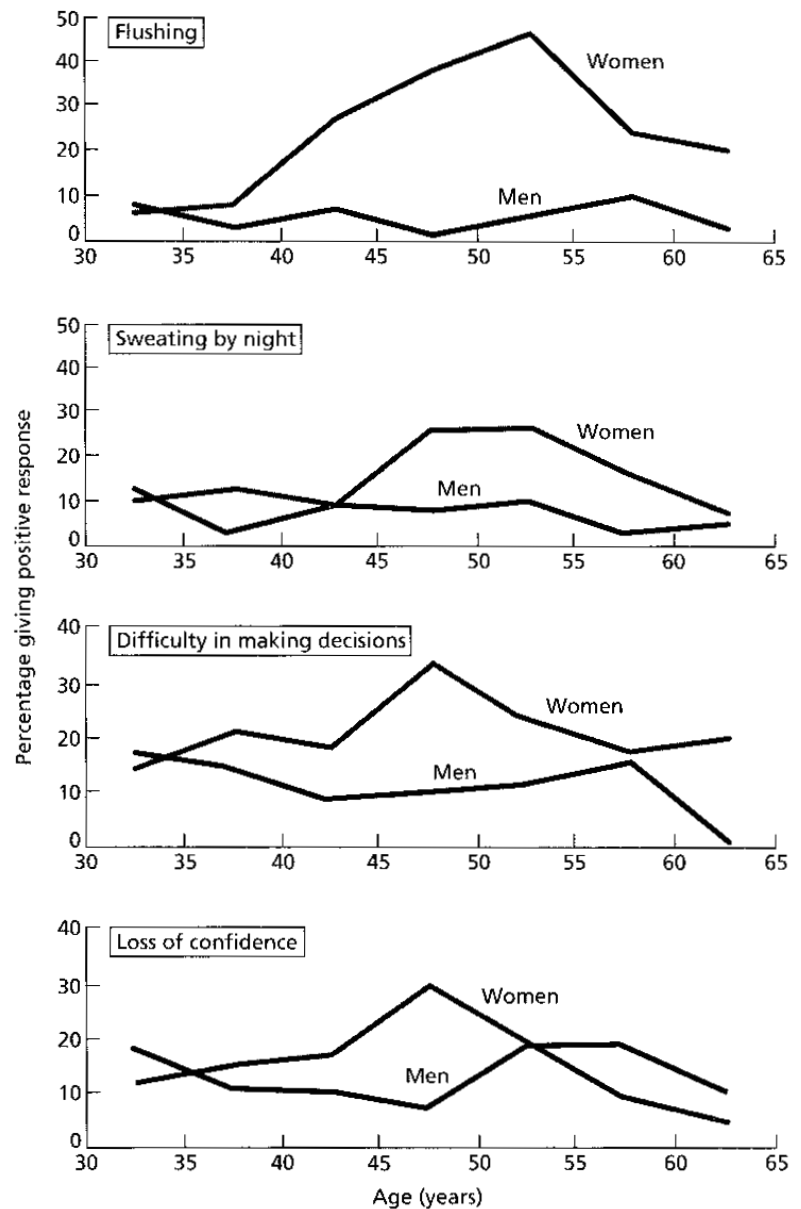 50
Flushing
40
Women
30
20
Men
10
0
30 35 40 45 50 55 60 65
50
Sweating by night
40
30
Women
20
Men
10
0
30 35 40 45 50 55 60 65
Percentage giving positive response
40
Difficulty in making decisions
30
Women
20
Men
10
0
30 35 40 45 50 55 60 65
40
Loss of confidence
30
Women
20
Men
10
0
30 35 40 45 50 55 60 65
Age (years)